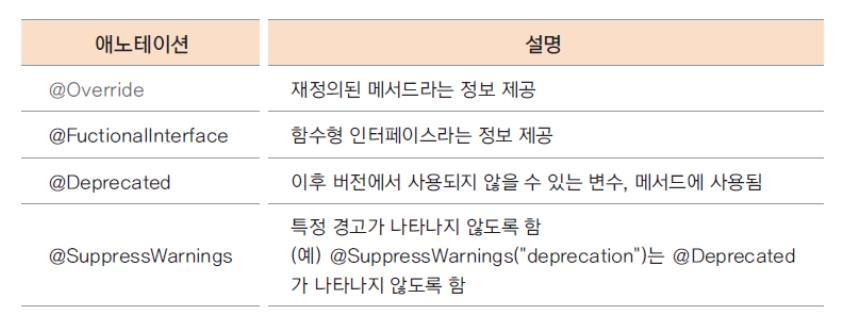 애노테이션 설명
@Override 재정의된 메서드라는 정보 제공
@FuctionalInterface 함수형 인터페이스라는 정보 제공
@Deprecated 이후 버전에서 사용되지 않을 수 있는 변수, 메서드에 사용됨
특정 경고가 나타나지 않도록 함
@SuppressWarnings (예) @SuppressWarnings("deprecation")는 @Deprecated
가 나타나지 않도록 함